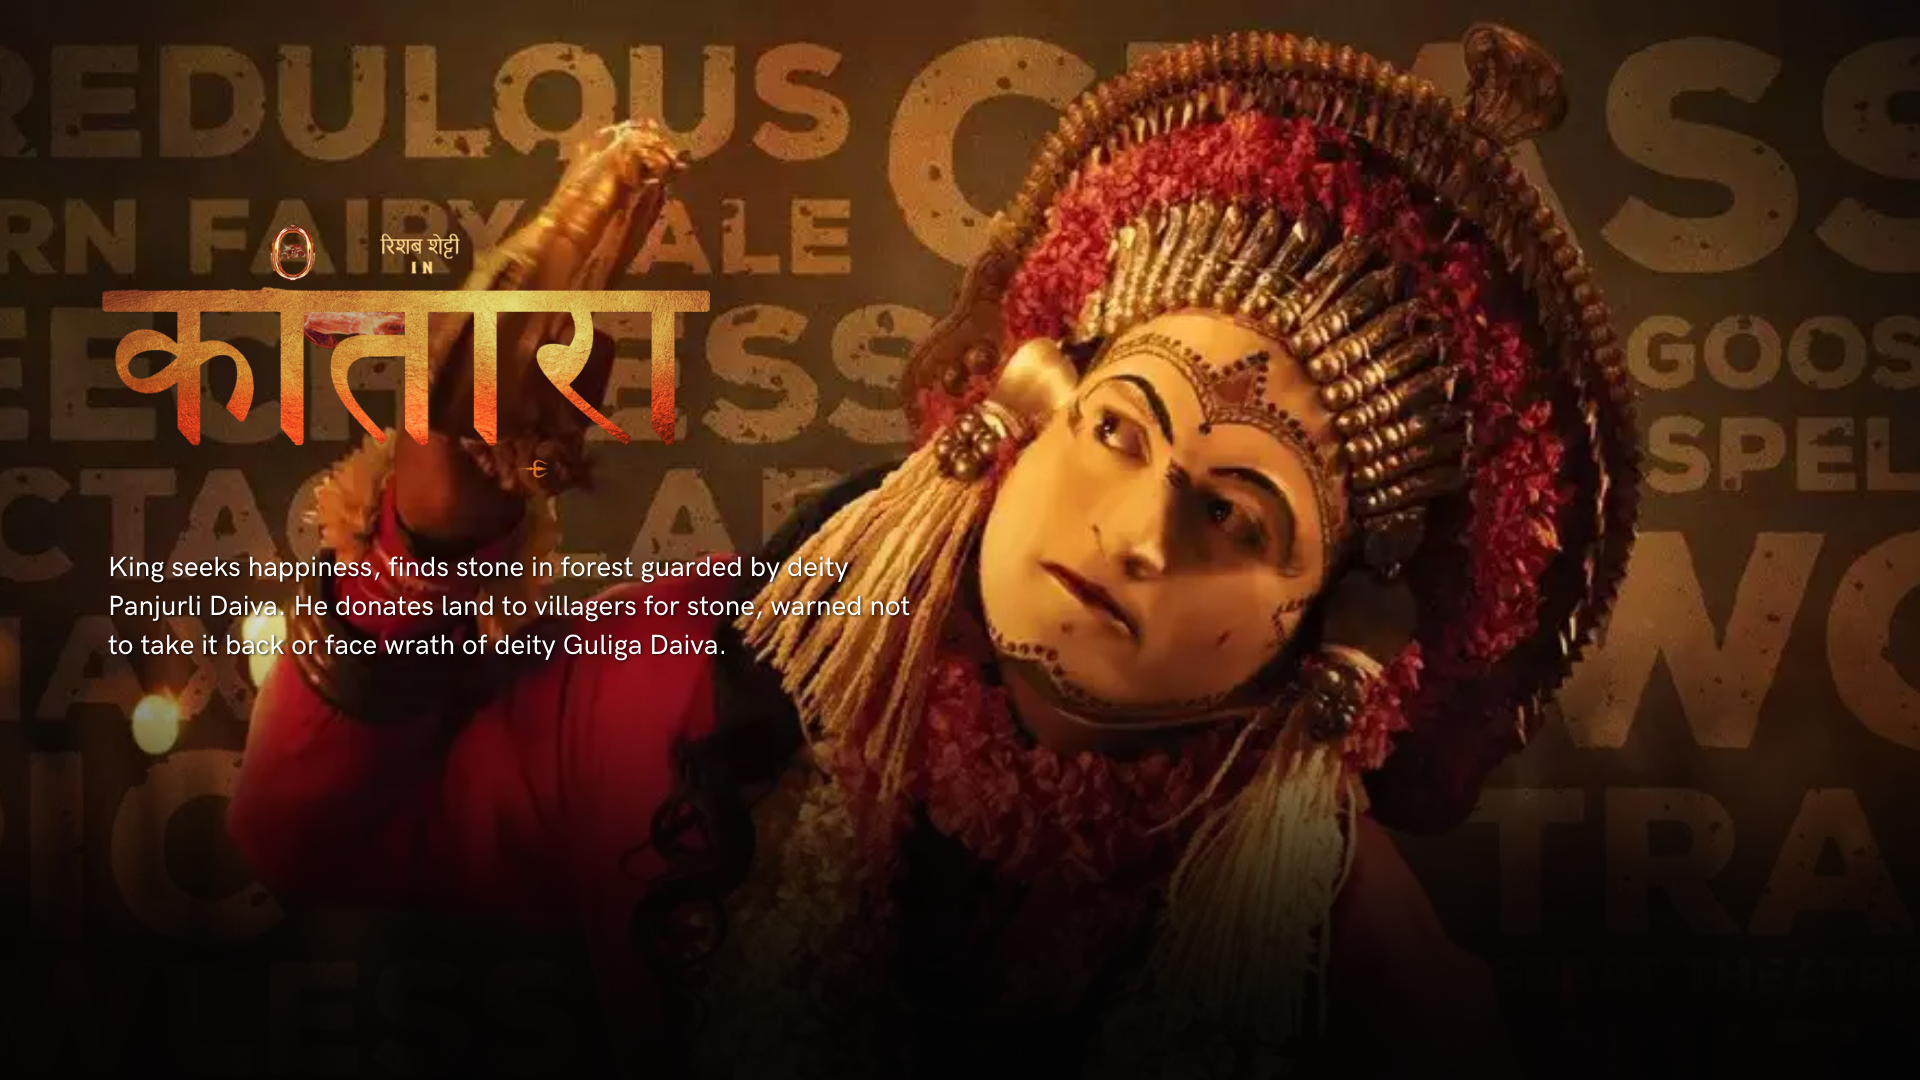 REDULOUS
RN FAIRY TALE
रिशब शेट्टी
IN
कांतारा
GOOS
SPEL
WO
TRA
King seeks happiness, finds stone in forest guarded by deity
Panjurli Daiva. He donates land to villagers for stone, warned not
to take it back or face wrath of deity Guliga Daiva.